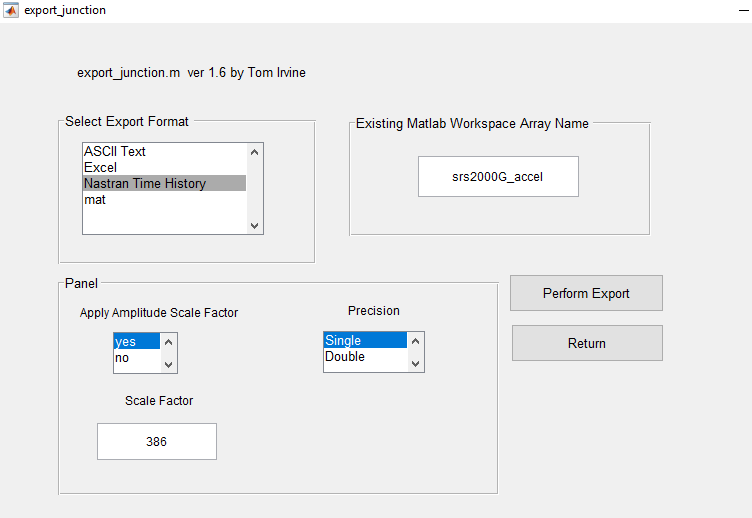 export_junction
export_junction.m  ver 1.6 by Tom Irvine
Select Export Format
ASCII Text
Excel
Nastran Time History
mat
Existing Matlab Workspace Array Name
srs2000G_accel
Panel
Apply Amplitude Scale Factor
yes
no
Precision
Single
Double
Scale Factor
386
Perform Export
Return